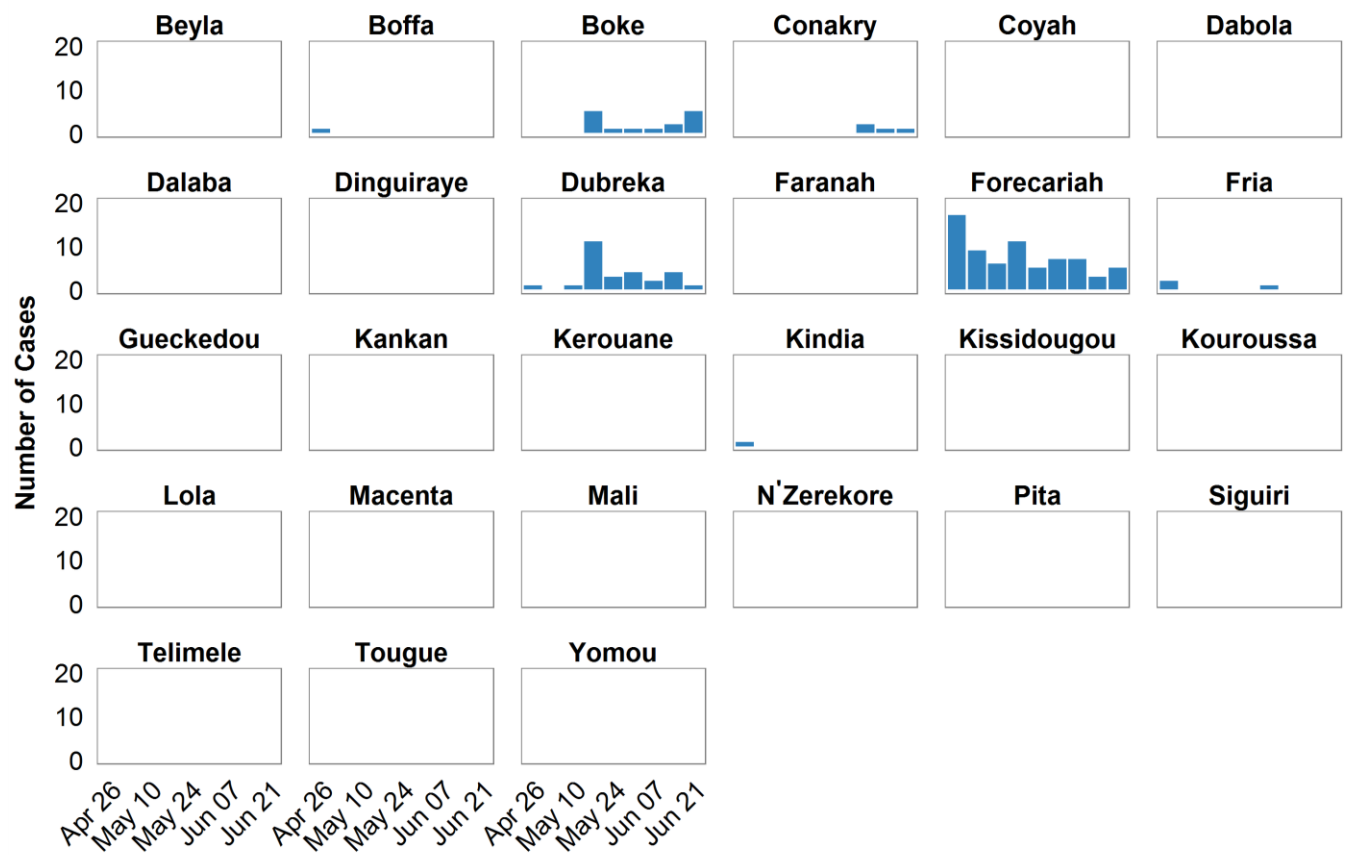 Beyla Boffa Boke Conakry Coyah Dabola
20
10
0
Dalaba Dinguiraye Dubreka Faranah Forecariah Fria
20
10
0
Number of Cases
Gueckedou Kankan Kerouane Kindia Kissidougou Kouroussa
20
10
0
Lola Macenta Mali N'Zerekore Pita Siguiri
20
10
0
Telimele Tougue Yomou
20
10
0
Apr 26 May 10 May 24 Jun 07 Jun 21 Apr 26 May 10 May 24 Jun 07 Jun 21 Apr 26 May 10 May 24 Jun 07 Jun 21